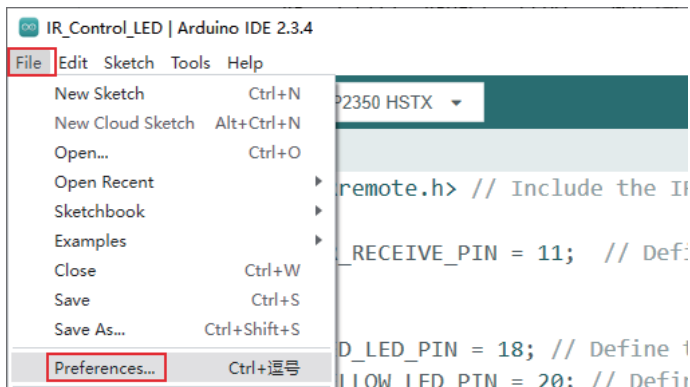 IR_Control_LED | Arduino IDE 2.3.4
File Edit Sketch Tools Help
New Sketch Ctrl+N
P2350 HSTX
New Cloud Sketch Alt+Ctrl+N
Open... Ctrl+O
Open Recent
remote.h> // Include the IR
Sketchbook
Examples
_RECEIVE_PIN = 11; // Defi
Close Ctrl+W
Save Ctrl+S
Save As... Ctrl+Shift+S
D_LED_PIN = 18; // Define t
Preferences... Ctrl+逗号
LLOW_LED_PIN = 20; // Defin